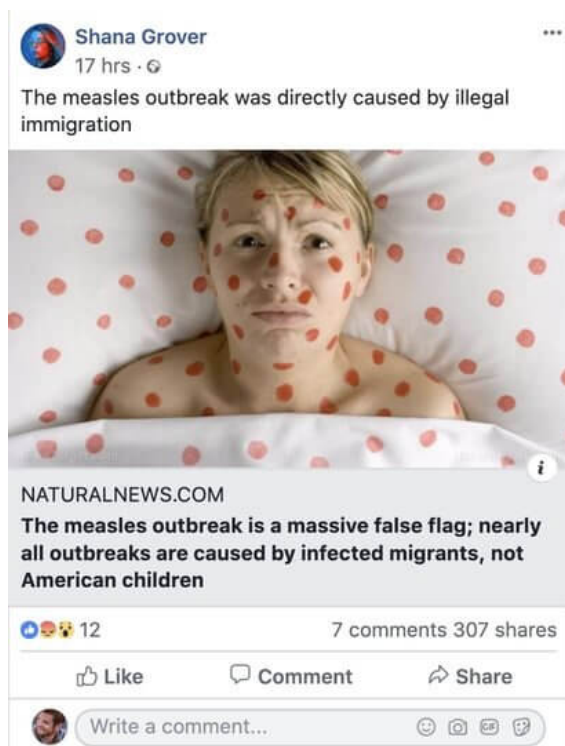 Shana Grover
17 hrs ·
The measles outbreak was directly caused by illegal
immigration
i
NATURALNEWS.COM
The measles outbreak is a massive false flag; nearly
all outbreaks are caused by infected migrants, not
American children
12
7 comments 307 shares
Like
Comment
Share
Write a comment...
GIF